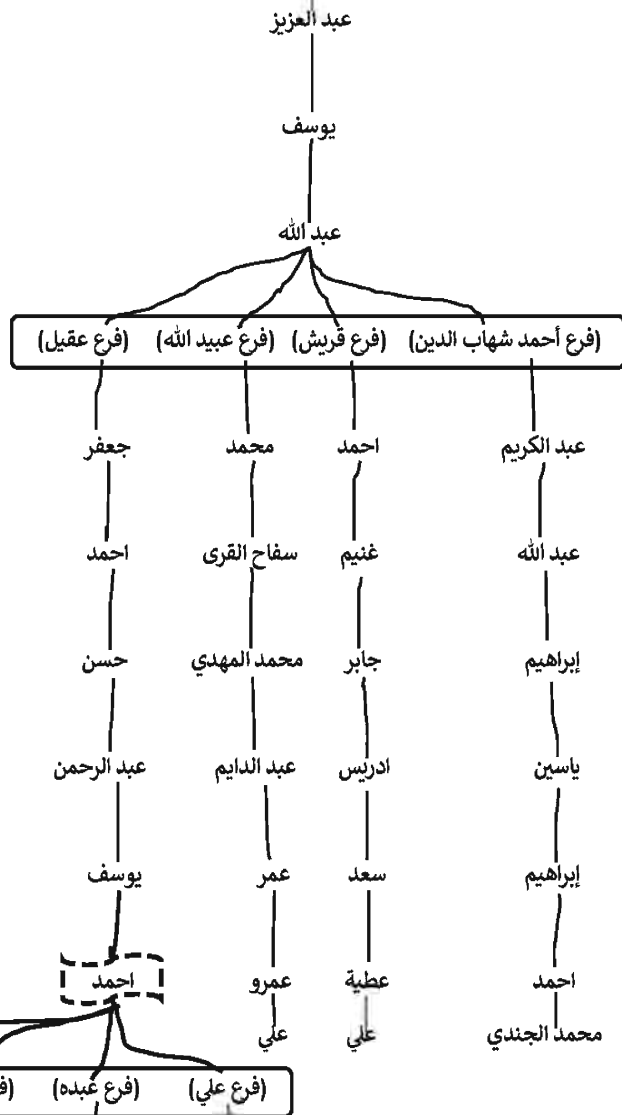 عبد العزيز
يوسف
عبد الله
(فرع أحمد شهاب الدين) (فرع قريش) (فرع عبيد الله) (فرع عقيل)
عبد الكريم احمد محمد جعفر
عبد الله غنيم سفاح القرى احمد
إبراهيم جابر محمد المهدي حسن
ياسين ادريس عبد الدايم عبد الرحمن
إبراهيم سعد عمر يوسف
احمد عطية عمرو احمد
محمد الجندي علي علي
(فرع علي) (فرع عبده)